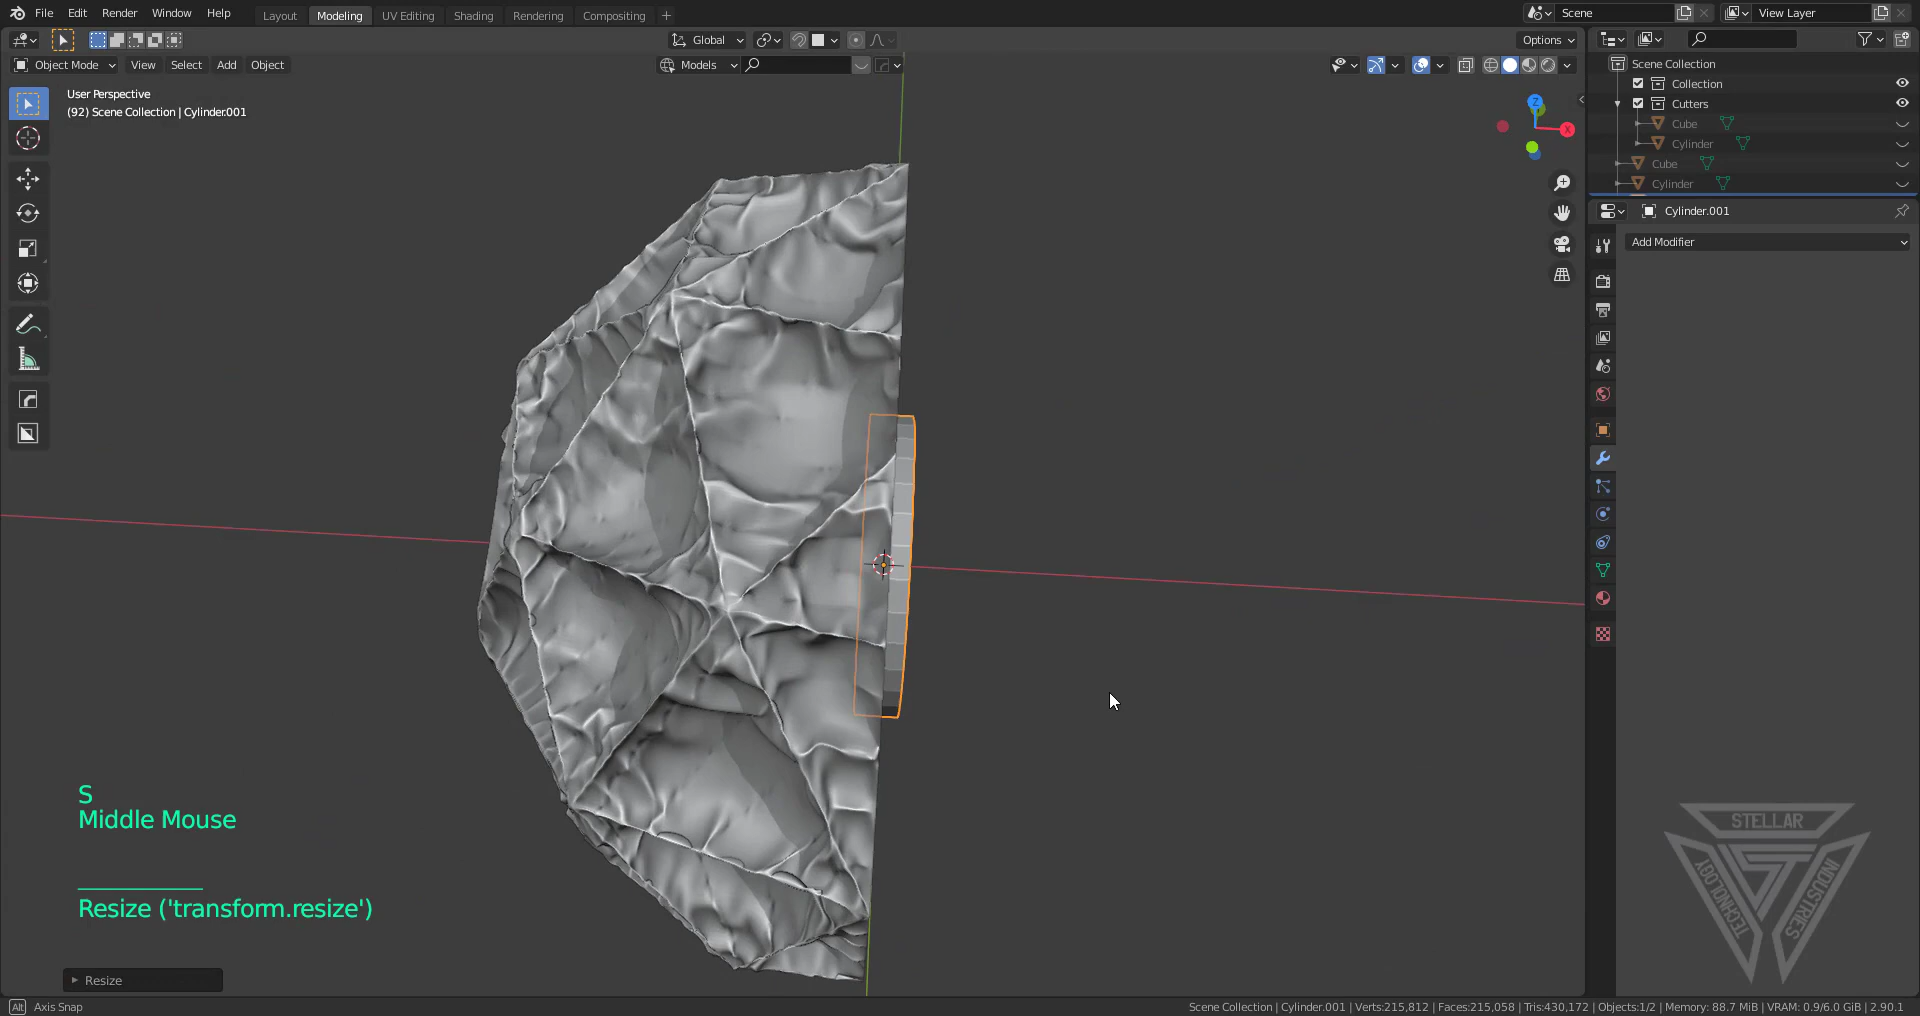 File Edit Render Window Help
Layout Modeling UV Editing Shading Rendering Compositing +
Scene
View Layer
Global
Options
Object Mode View Select Add Object
Models
User Perspective
(92) Scene Collection | Cylinder.001
Z
X
Scene Collection
Collection
Cutters
Cube
Cylinder
Cube
Cylinder
Cylinder.001
Add Modifier
S
Middle Mouse
Resize ('transform.resize')
Resize
STELLAR
TECHNOLOGY
INDUSTRIES
Alt Axis Snap
Scene Collection | Cylinder.001 | Verts:215,812 | Faces:215,058 | Tris:430,172 | Objects:1/2 | Memory: 88.7 MiB | VRAM: 0.9/6.0 GiB | 2.90.1